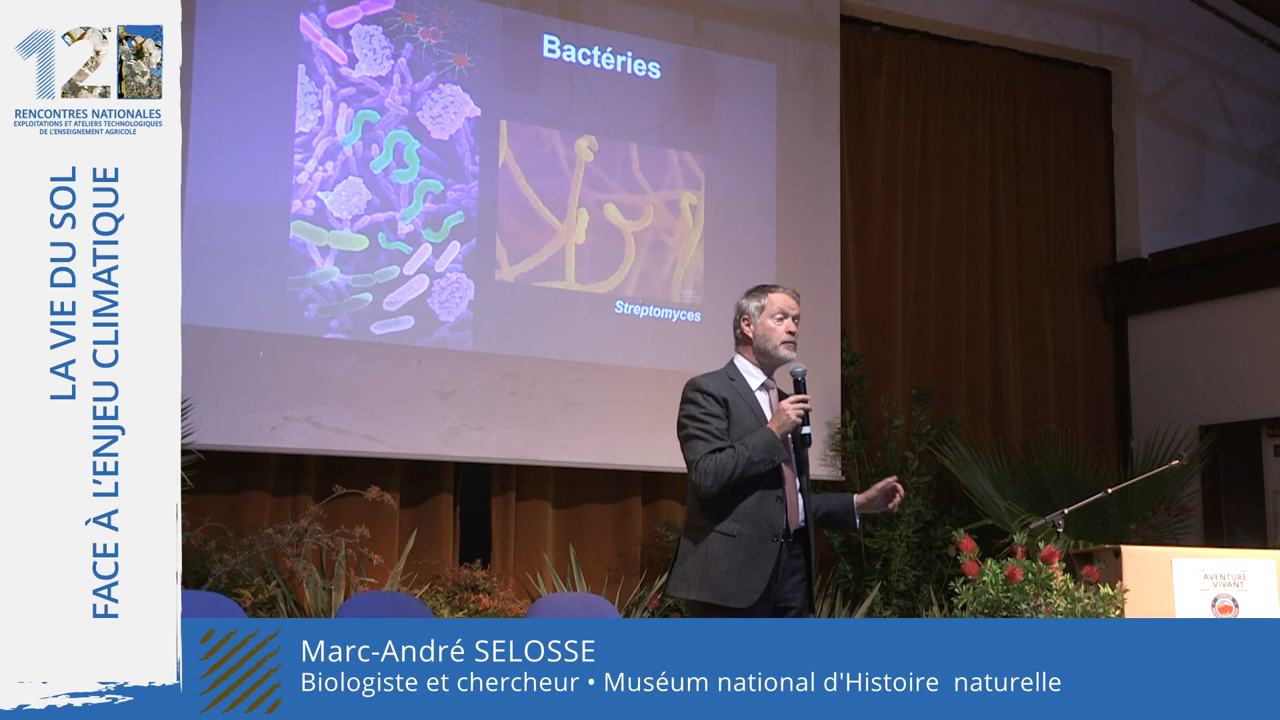 12es
RENCONTRES NATIONALES
EXPLOITATIONS ET ATELIERS TECHNOLOGIQUES
DE L'ENSEIGNEMENT AGRICOLE
LA VIE DU SOL
FACE À L'ENJEU CLIMATIQUE
Bactéries
Streptomyces
AVENTURE
VIVANT
Marc-André SELOSSE
Biologiste et chercheur • Muséum national d'Histoire naturelle